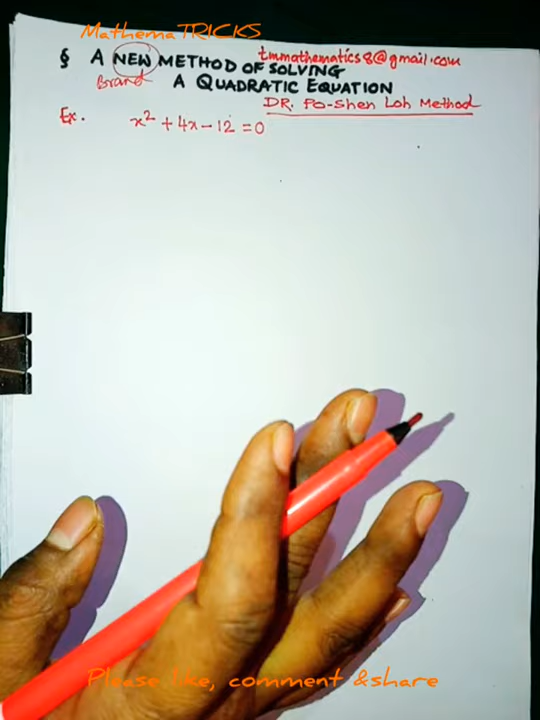 MathemaTRICKS
§ A NEW METHOD OF SOLVING
tmmathematics8@gmail.com
Brand
A QUADRATIC EQUATION
DR. Po-Shen Loh Method
Ex. x² + 4x - 12 = 0
Please like, comment &share